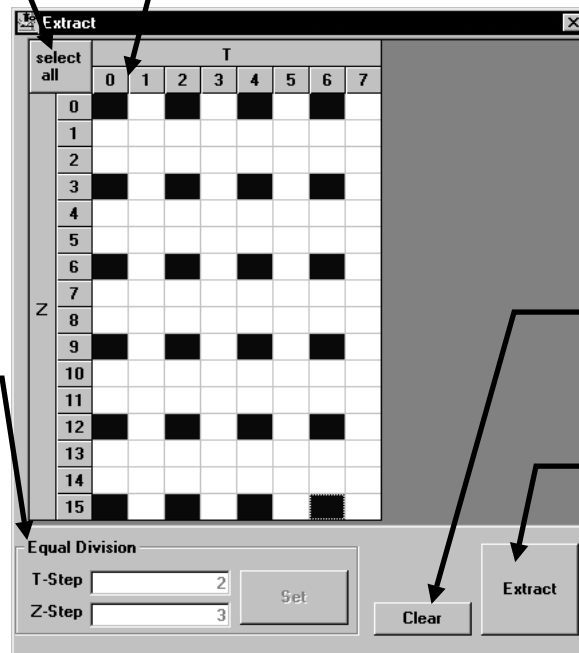 Extract
select all
T
0 1 2 3 4 5 6 7
Z
0
1
2
3
4
5
6
7
8
9
10
11
12
13
14
15
Equal Division
T-Step 2
Z-Step 3
Set
Clear
Extract